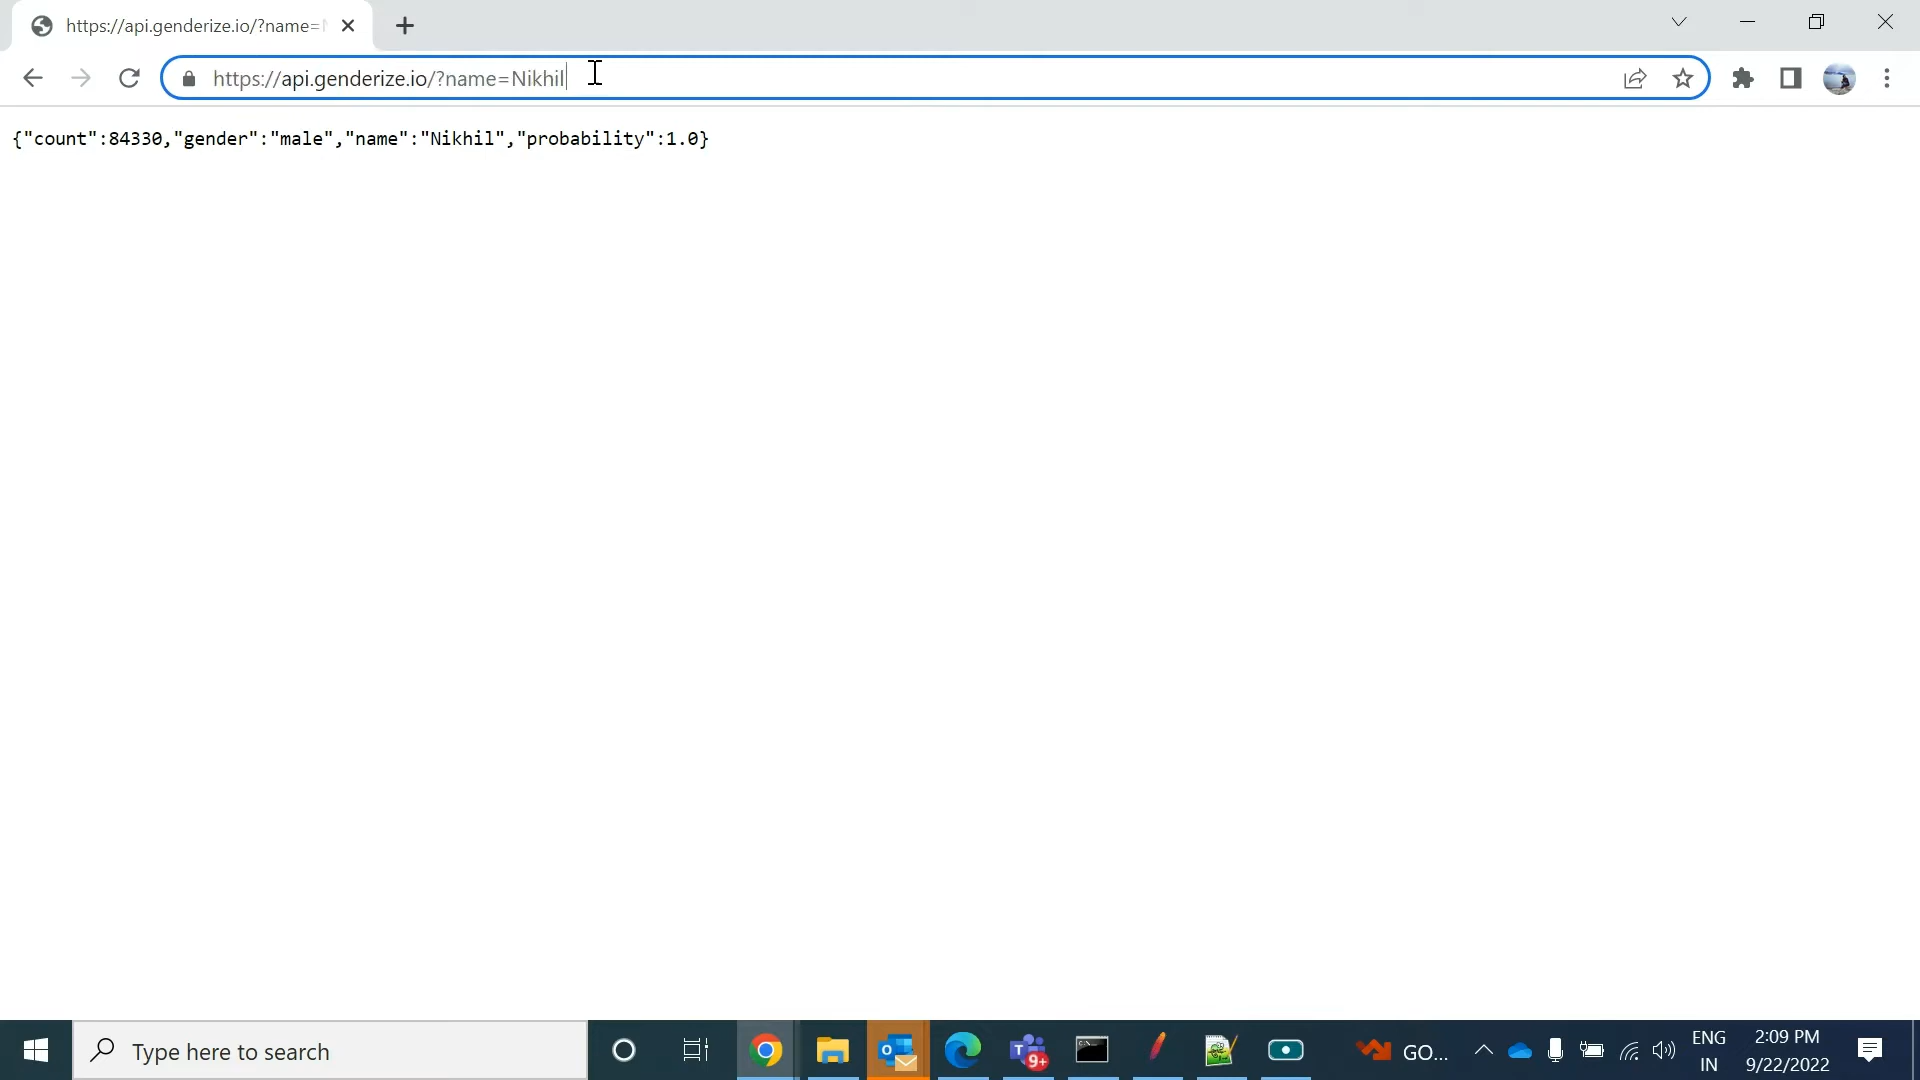 https://api.genderize.io/?name=
https://api.genderize.io/?name=Nikhil
{"count":84330,"gender":"male","name":"Nikhil","probability":1.0}
Type here to search
T 9+
GO...
ENG
IN
2:09 PM
9/22/2022